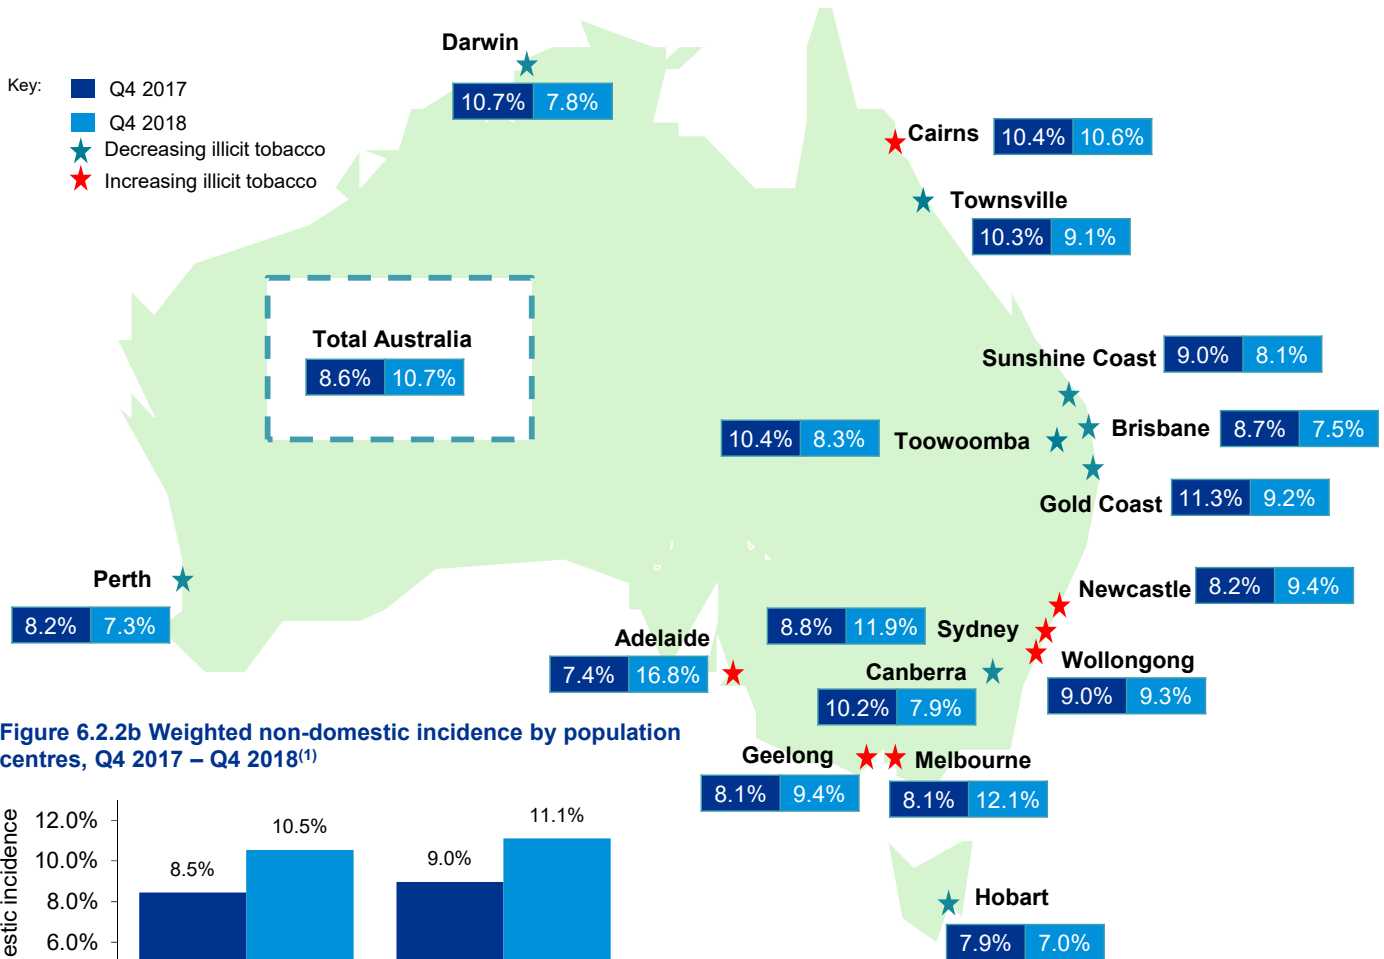 Darwin
10.7% 7.8%
Key:
Q4 2017
Q4 2018
Decreasing illicit tobacco
Increasing illicit tobacco
Cairns 10.4% 10.6%
Townsville
10.3% 9.1%
Total Australia
8.6% 10.7%
Sunshine Coast 9.0% 8.1%
Brisbane 8.7% 7.5%
10.4% 8.3% Toowoomba
Gold Coast 11.3% 9.2%
Perth
8.2% 7.3%
Newcastle 8.2% 9.4%
8.8% 11.9% Sydney
Adelaide
7.4% 16.8%
Wollongong
9.0% 9.3%
Canberra
10.2% 7.9%
Geelong
8.1% 9.4%
Melbourne
8.1% 12.1%
Hobart
7.9% 7.0%
Figure 6.2.2b Weighted non-domestic incidence by population
centres, Q4 2017 – Q4 2018(1)
estic incidence
12.0%
10.0%
8.0%
6.0%
8.5%
10.5%
9.0%
11.1%